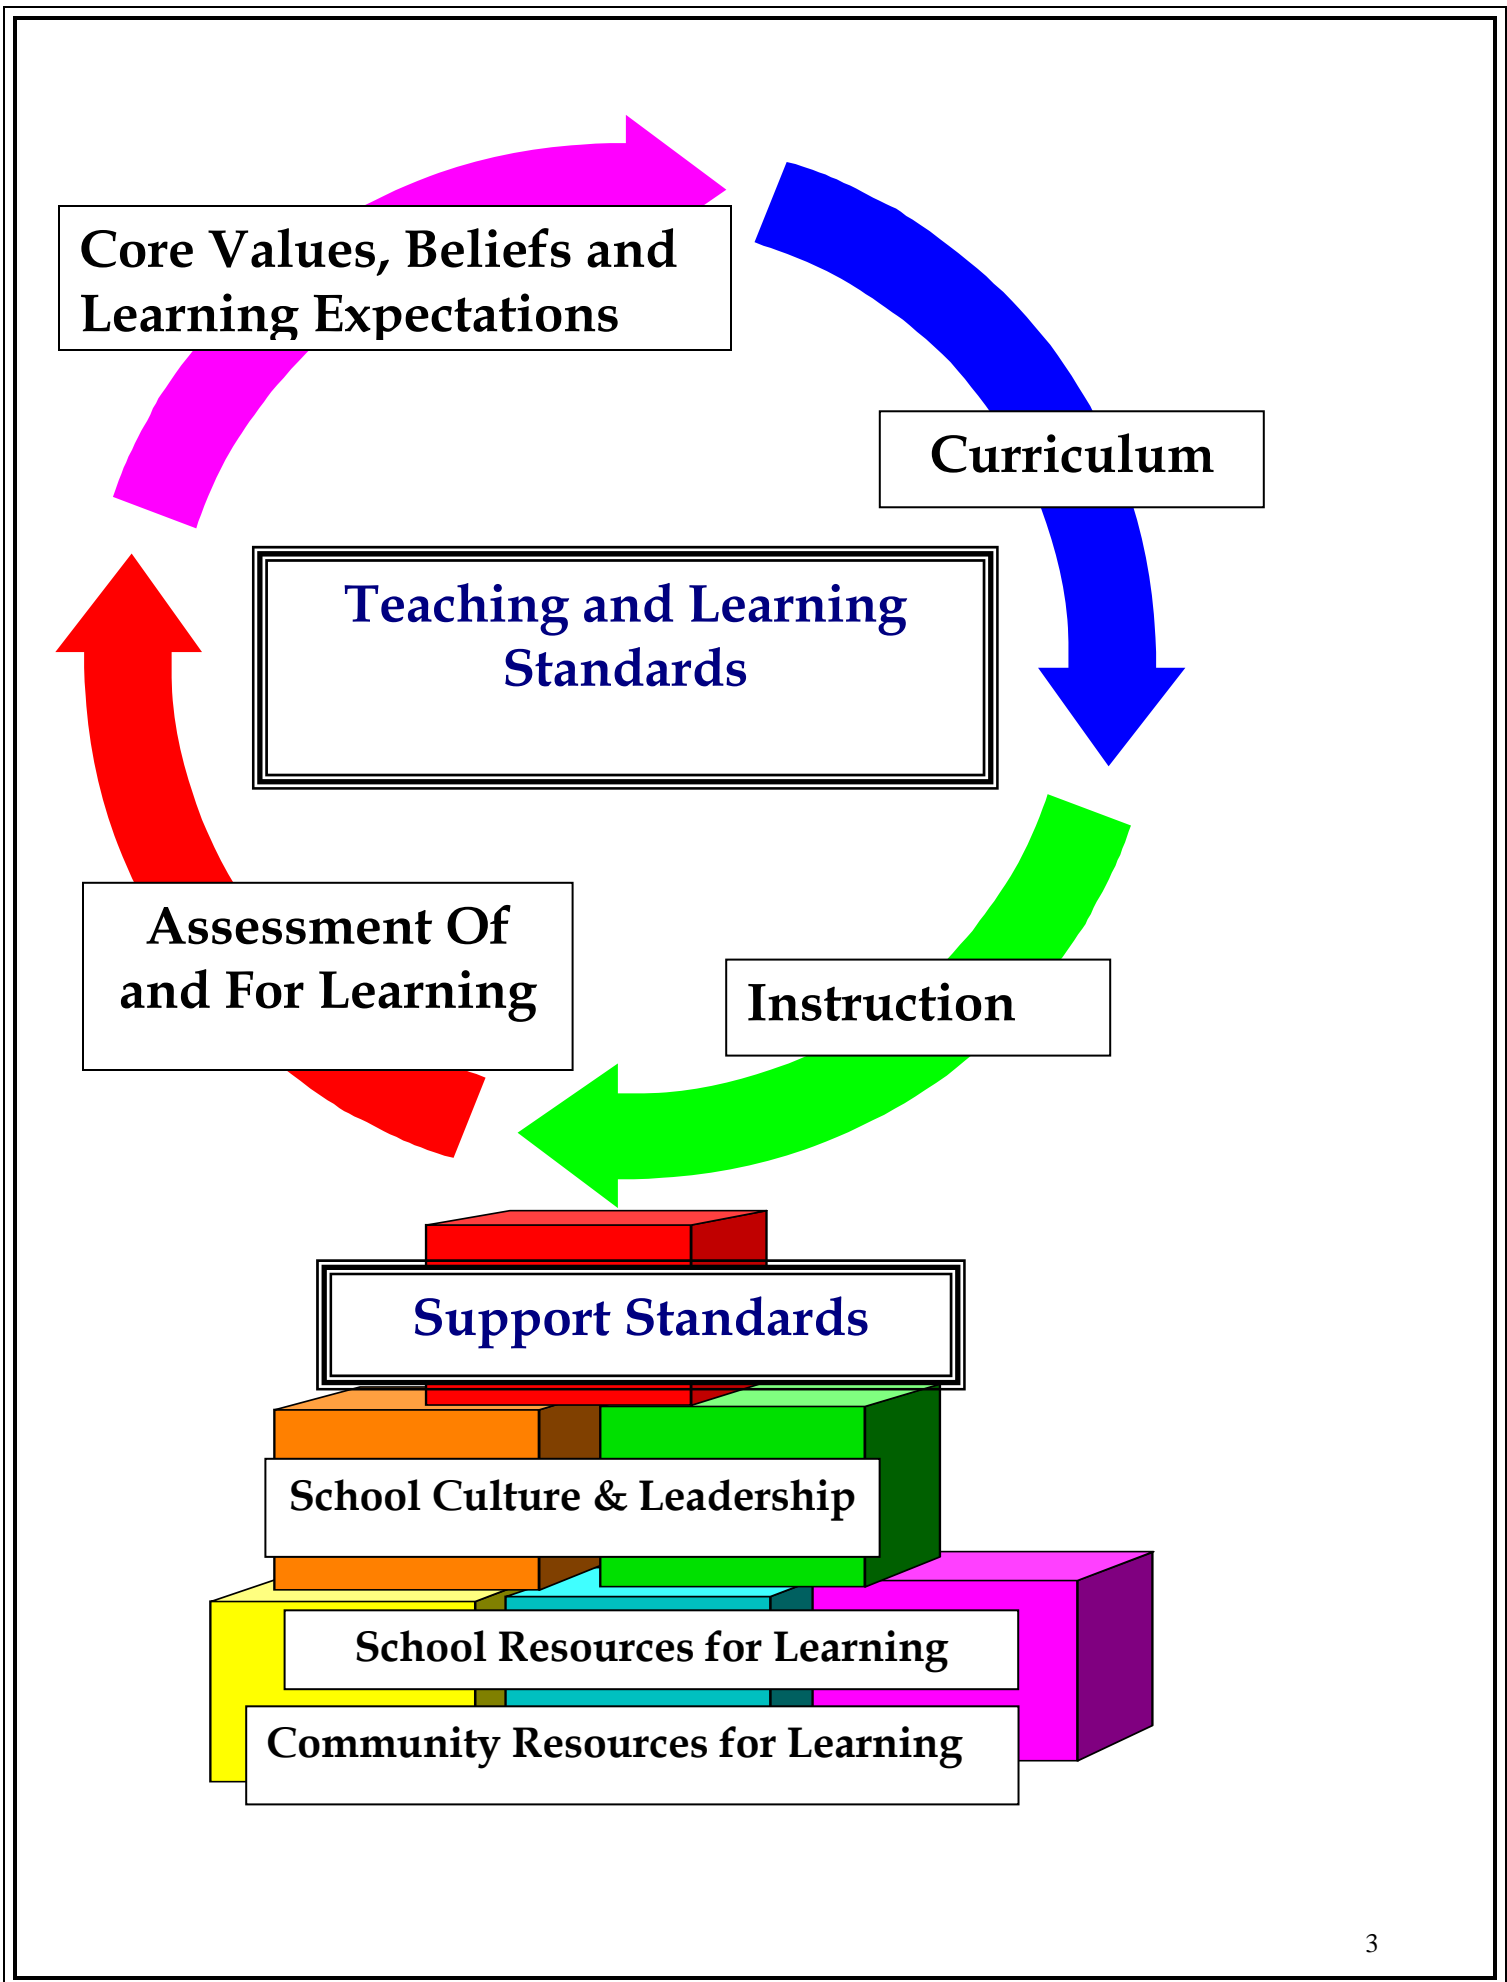 Core Values, Beliefs and
Learning Expectations
Curriculum
Teaching and Learning
Standards
Assessment Of
and For Learning
Instruction
Support Standards
School Culture & Leadership
School Resources for Learning
Community Resources for Learning
3